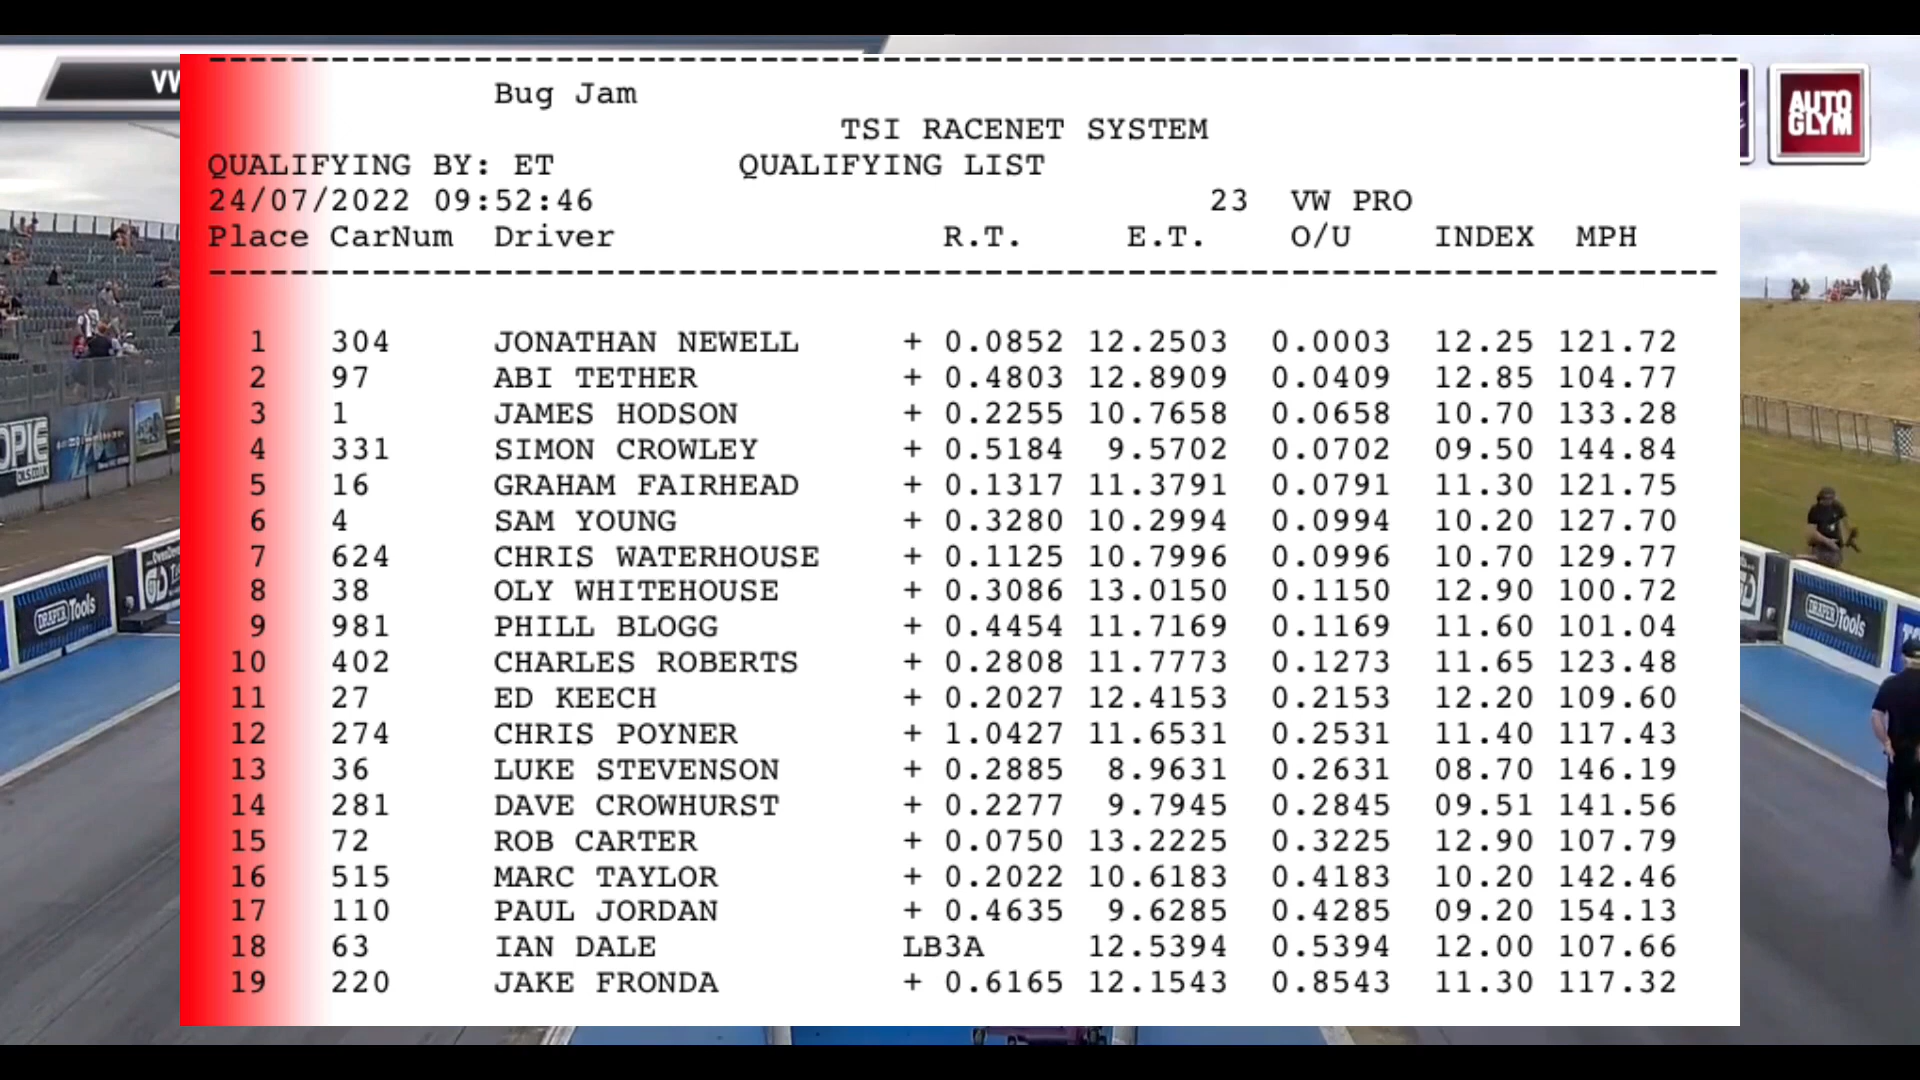 --------------------------------------------------------------------------
Bug Jam
TSI RACENET SYSTEM
QUALIFYING BY: ET QUALIFYING LIST
24/07/2022 09:52:46 23 VW PRO
Place CarNum Driver R.T. E.T. O/U INDEX MPH
--------------------------------------------------------------------------
1 304 JONATHAN NEWELL + 0.0852 12.2503 0.0003 12.25 121.72
2 97 ABI TETHER + 0.4803 12.8909 0.0409 12.85 104.77
3 1 JAMES HODSON + 0.2255 10.7658 0.0658 10.70 133.28
4 331 SIMON CROWLEY + 0.5184 9.5702 0.0702 09.50 144.84
5 16 GRAHAM FAIRHEAD + 0.1317 11.3791 0.0791 11.30 121.75
6 4 SAM YOUNG + 0.3280 10.2994 0.0994 10.20 127.70
7 624 CHRIS WATERHOUSE + 0.1125 10.7996 0.0996 10.70 129.77
8 38 OLY WHITEHOUSE + 0.3086 13.0150 0.1150 12.90 100.72
9 981 PHILL BLOGG + 0.4454 11.7169 0.1169 11.60 101.04
10 402 CHARLES ROBERTS + 0.2808 11.7773 0.1273 11.65 123.48
11 27 ED KEECH + 0.2027 12.4153 0.2153 12.20 109.60
12 274 CHRIS POYNER + 1.0427 11.6531 0.2531 11.40 117.43
13 36 LUKE STEVENSON + 0.2885 8.9631 0.2631 08.70 146.19
14 281 DAVE CROWHURST + 0.2277 9.7945 0.2845 09.51 141.56
15 72 ROB CARTER + 0.0750 13.2225 0.3225 12.90 107.79
16 515 MARC TAYLOR + 0.2022 10.6183 0.4183 10.20 142.46
17 110 PAUL JORDAN + 0.4635 9.6285 0.4285 09.20 154.13
18 63 IAN DALE LB3A 12.5394 0.5394 12.00 107.66
19 220 JAKE FRONDA + 0.6165 12.1543 0.8543 11.30 117.32
VW
AUTO
GLYM
OPIE
OILS.CO.UK
DRAPER Tools
DRAPER Tools